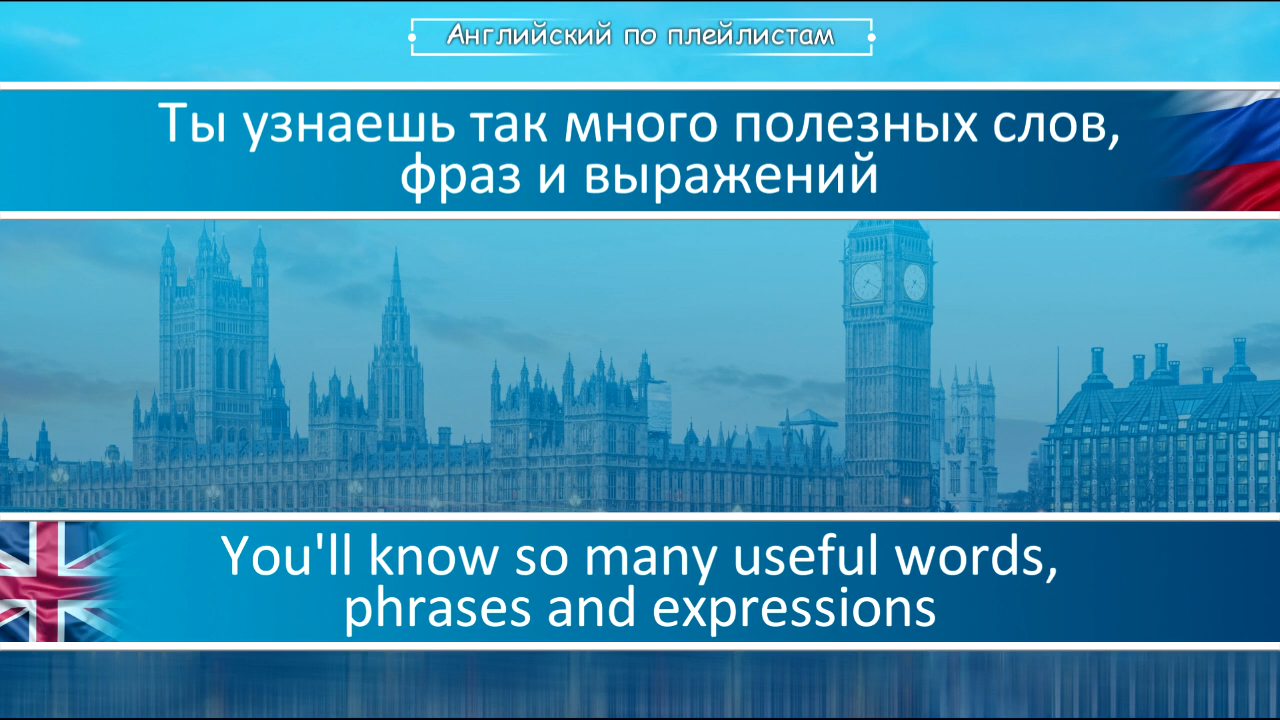 Английский по плейлистам
Ты узнаешь так много полезных слов,
фраз и выражений
You'll know so many useful words,
phrases and expressions